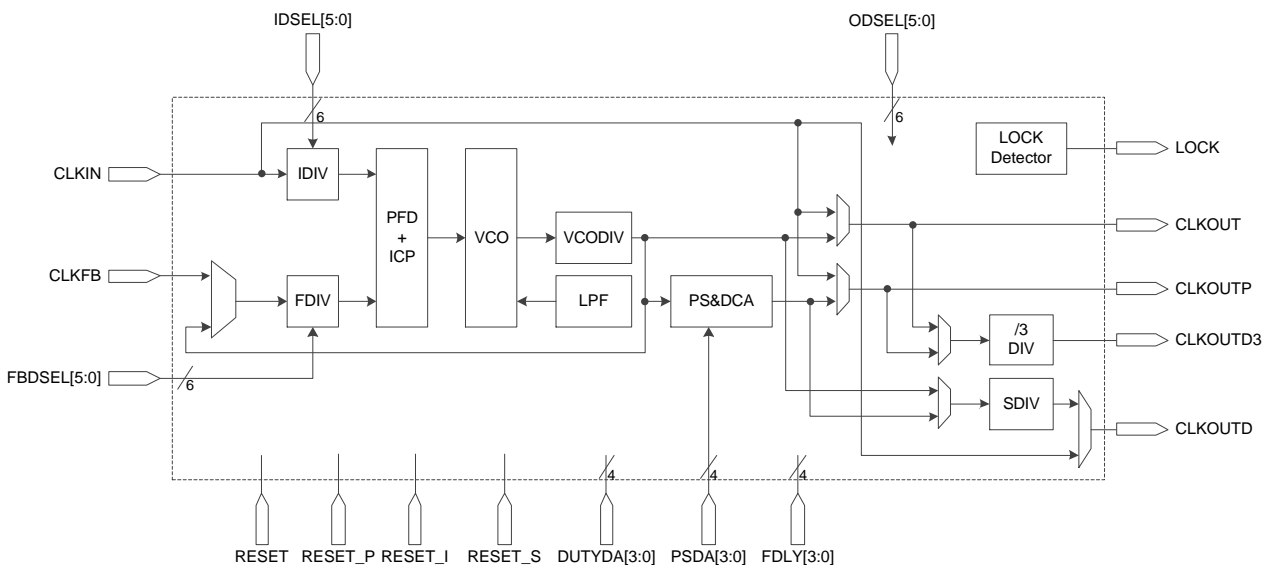 IDSEL[5:0]
ODSEL[5:0]
6
6
LOCK
Detector
LOCK
CLKIN
IDIV
PFD
+
ICP
VCO
VCODIV
CLKOUT
CLKFB
FDIV
LPF
PS&DCA
CLKOUTP
/3
DIV
CLKOUTD3
FBDSEL[5:0]
6
SDIV
CLKOUTD
4
4
4
RESET
RESET_P
RESET_I
RESET_S
DUTYDA[3:0]
PSDA[3:0]
FDLY[3:0]